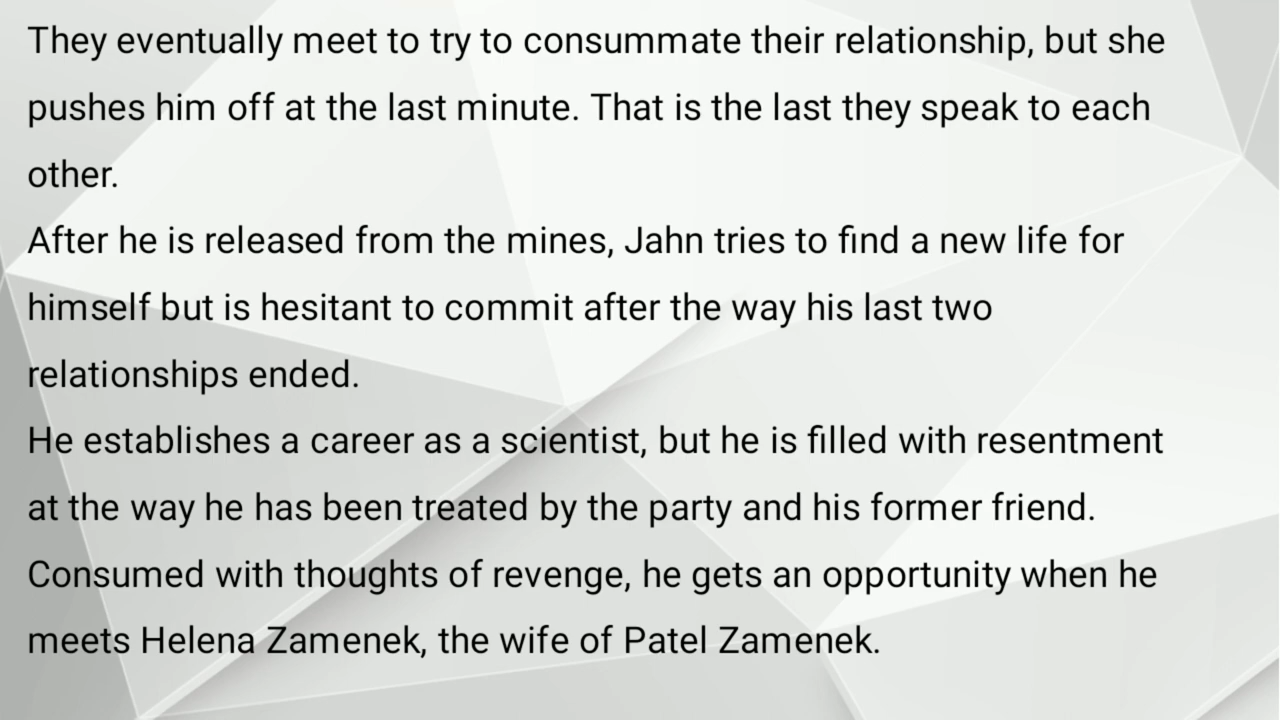 They eventually meet to try to consummate their relationship, but she
pushes him off at the last minute. That is the last they speak to each
other.
After he is released from the mines, Jahn tries to find a new life for
himself but is hesitant to commit after the way his last two
relationships ended.
He establishes a career as a scientist, but he is filled with resentment
at the way he has been treated by the party and his former friend.
Consumed with thoughts of revenge, he gets an opportunity when he
meets Helena Zamenek, the wife of Patel Zamenek.